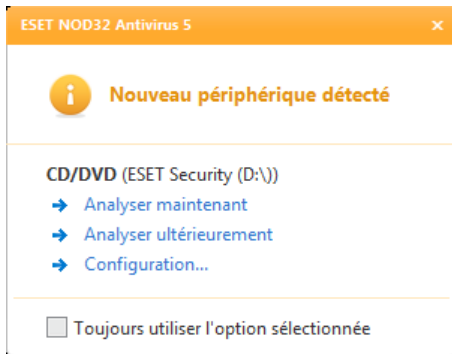 ESET NOD32 Antivirus 5
Nouveau périphérique détecté
CD/DVD (ESET Security (D:\))
Analyser maintenant
Analyser ultérieurement
Configuration...
Toujours utiliser l'option sélectionnée